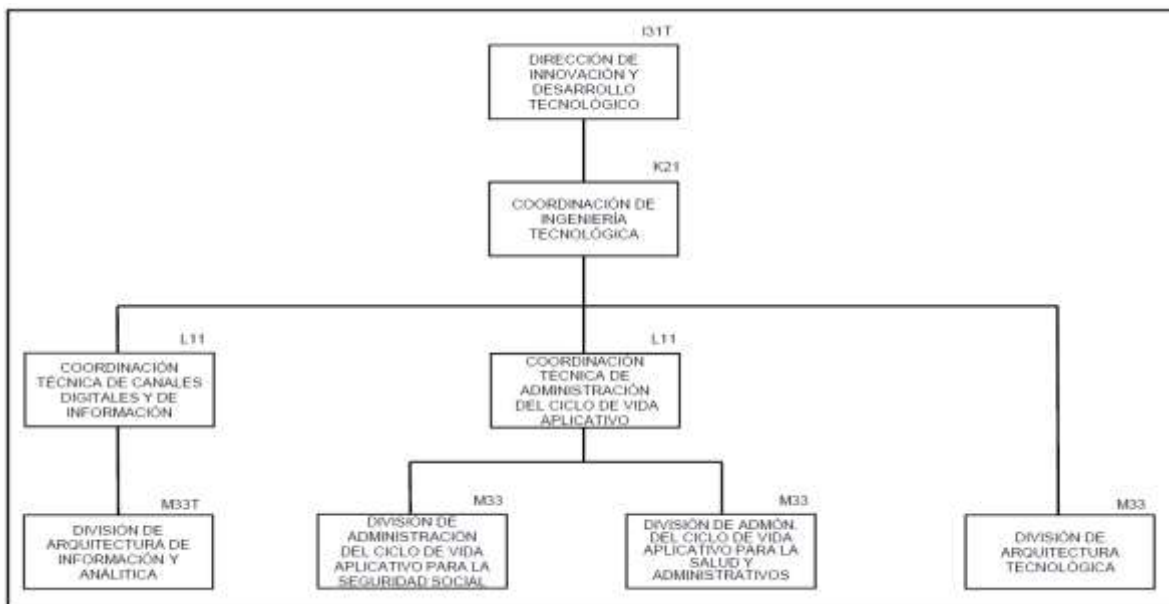 I31T
DIRECCIÓN DE
INNOVACIÓN Y
DESARROLLO
TECNOLÓGICO
K21
COORDINACIÓN DE
INGENIERÍA
TECNOLÓGICA
L11
COORDINACIÓN
TÉCNICA DE CANALES
DIGITALES Y DE
INFORMACIÓN
L11
COORDINACIÓN
TÉCNICA DE
ADMINISTRACIÓN
DEL CICLO DE VIDA
APLICATIVO
M33T
DIVISIÓN DE
ARQUITECTURA DE
INFORMACIÓN Y
ANÁLITICA
M33
DIVISIÓN DE
ADMINISTRACIÓN
DEL CICLO DE VIDA
APLICATIVO PARA LA
SEGURIDAD SOCIAL
M33
DIVISIÓN DE ADMÓN.
DEL CICLO DE VIDA
APLICATIVO PARA LA
SALUD Y
ADMINISTRATIVOS
M33
DIVISIÓN DE
ARQUITECTURA
TECNOLÓGICA